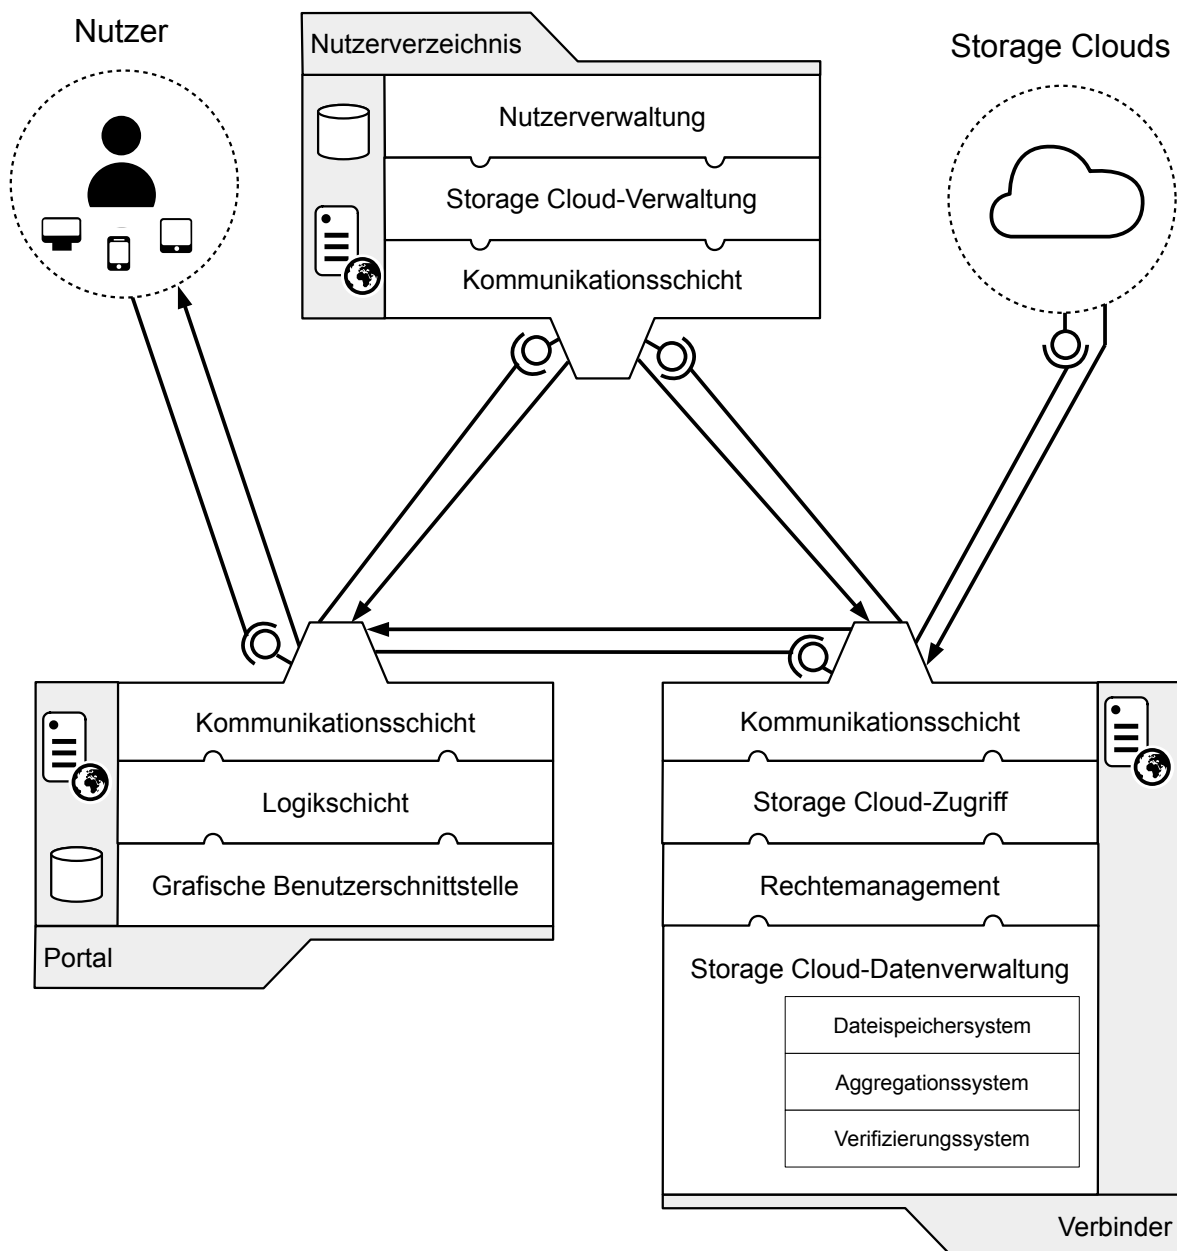 Nutzer
Nutzerverzeichnis
Storage Clouds
Nutzerverwaltung
Storage Cloud-Verwaltung
Kommunikationsschicht
Kommunikationsschicht
Logikschicht
Grafische Benutzerschnittstelle
Portal
Kommunikationsschicht
Storage Cloud-Zugriff
Rechtemanagement
Storage Cloud-Datenverwaltung
Dateispeichersystem
Aggregationssystem
Verifizierungssystem
Verbinder